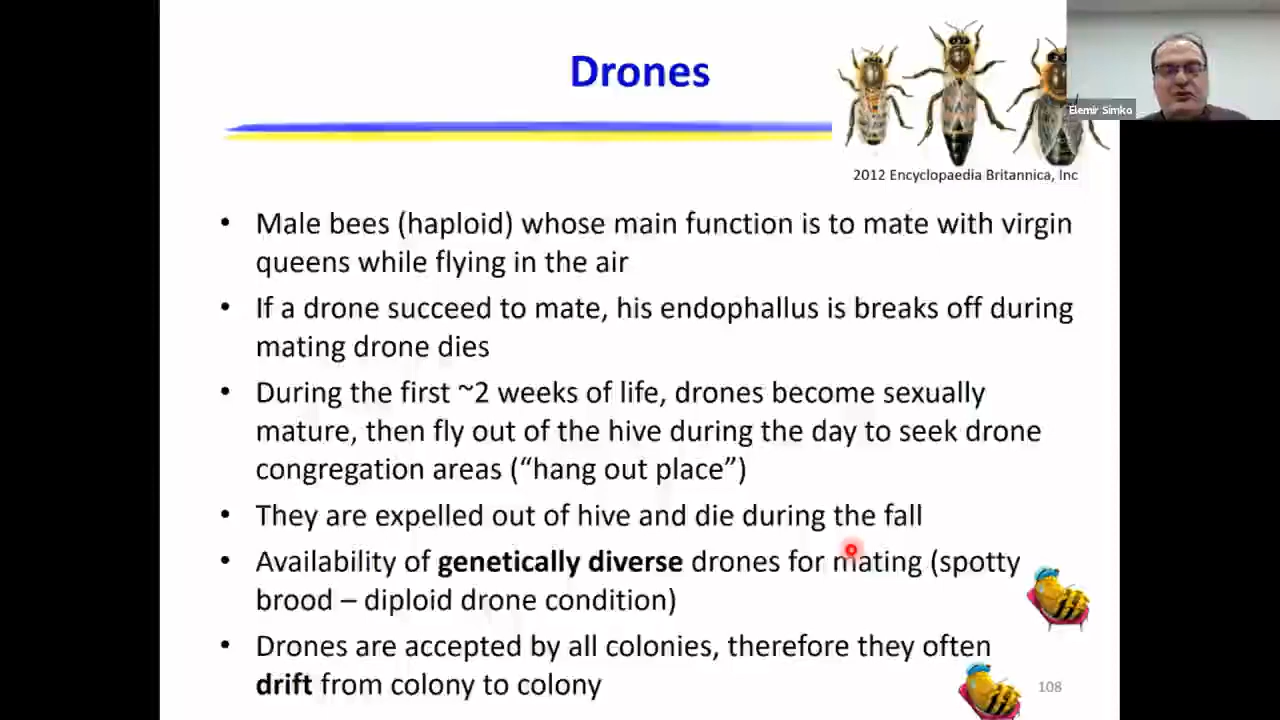 Drones
Elemir Simko
2012 Encyclopaedia Britannica, Inc
• Male bees (haploid) whose main function is to mate with virgin
queens while flying in the air
• If a drone succeed to mate, his endophallus is breaks off during
mating drone dies
• During the first ~2 weeks of life, drones become sexually
mature, then fly out of the hive during the day to seek drone
congregation areas (“hang out place”)
• They are expelled out of hive and die during the fall
• Availability of genetically diverse drones for mating (spotty
brood – diploid drone condition)
• Drones are accepted by all colonies, therefore they often
drift from colony to colony
108